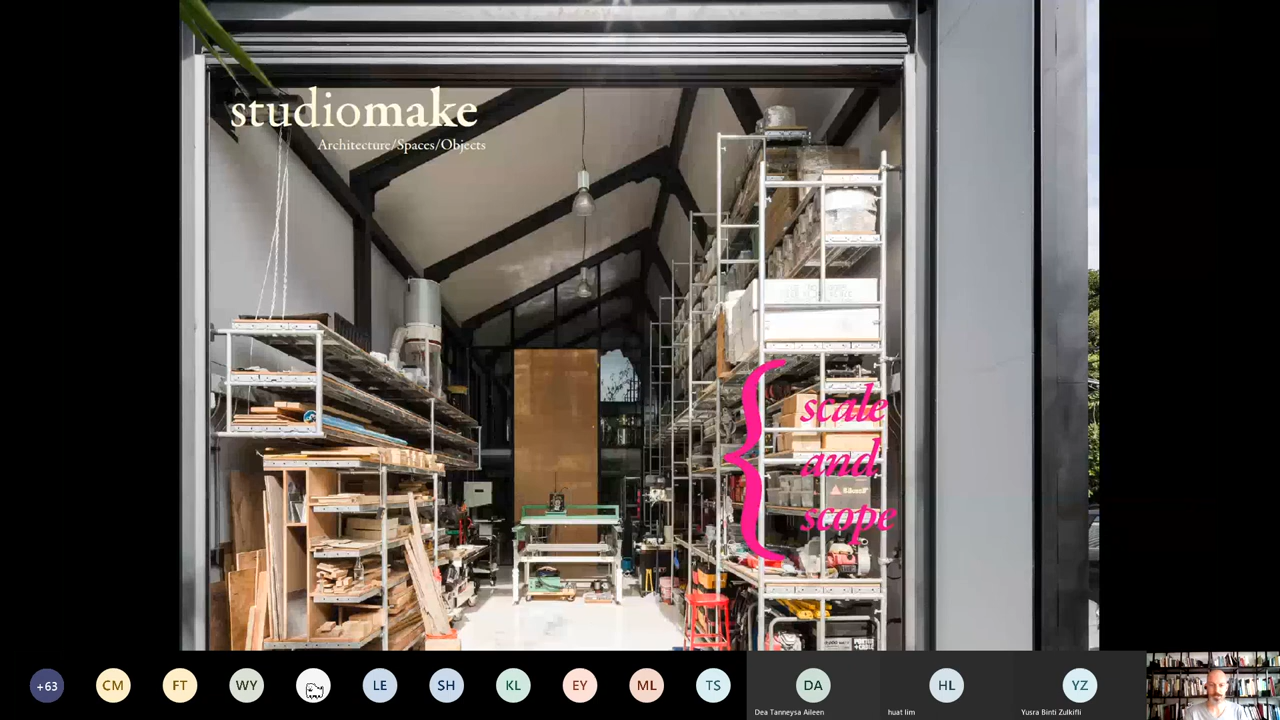 studiomake
Architecture/Spaces/Objects
scale
and
scope
+63
CM
FT
WY
LE
SH
KL
EY
ML
TS
DA
HL
YZ
Dea Tanneysa Aileen
huat lim
Yusra Binti Zulkifli